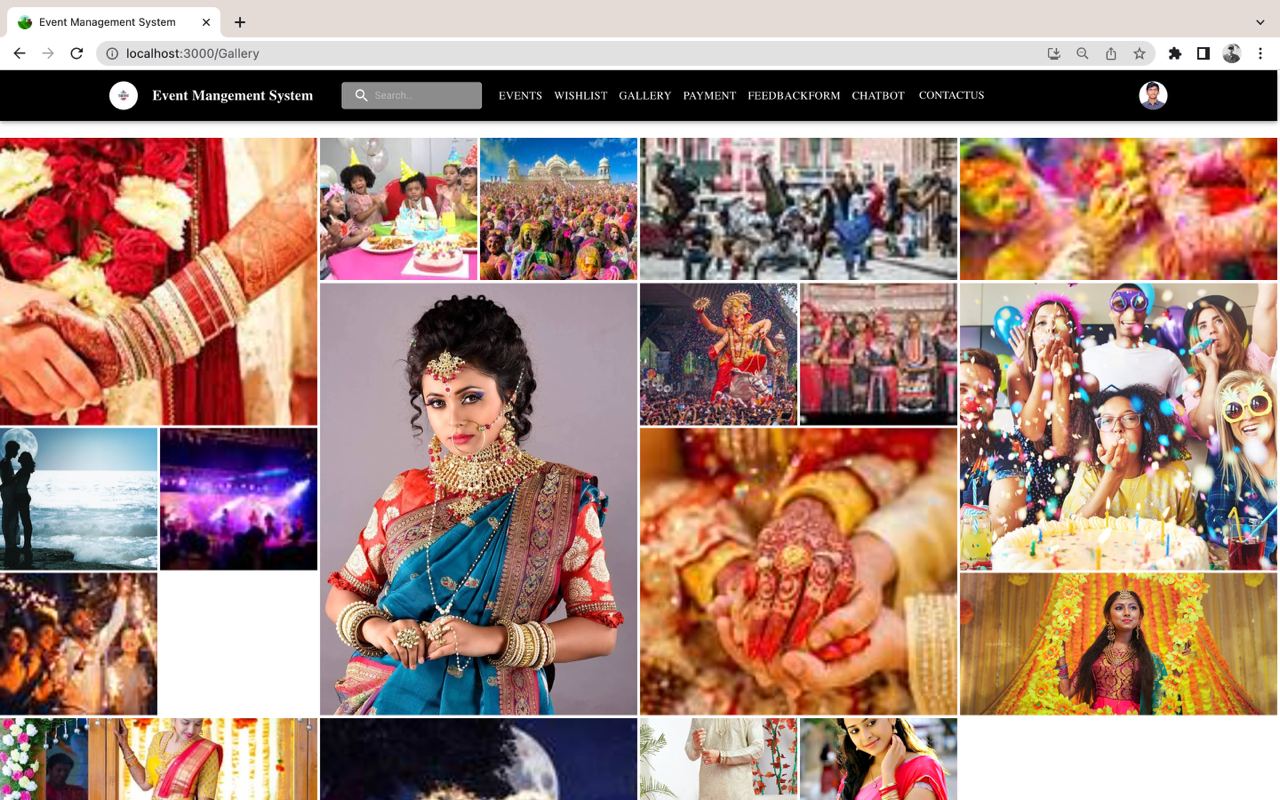 Event Management System
localhost:3000/Gallery
Event Mangement System
Search...
EVENTS WISHLIST GALLERY PAYMENT FEEDBACKFORM CHATBOT CONTACTUS